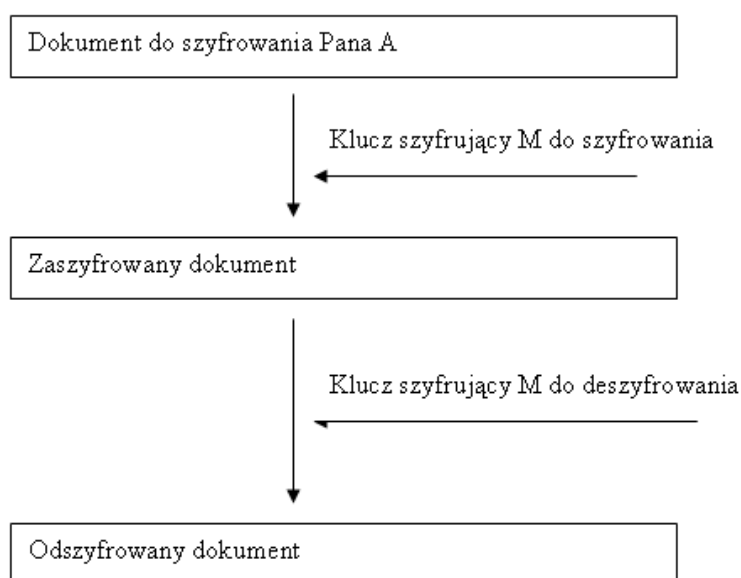 Dokument do szyfrowania Pana A
Klucz szyfrujący M do szyfrowania
Zaszyfrowany dokument
Klucz szyfrujący M do deszyfrowania
Odszyfrowany dokument